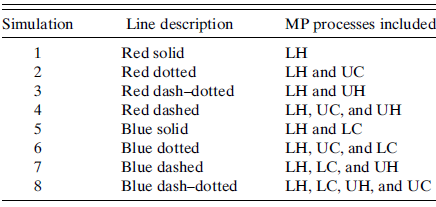 Simulation Line description MP processes included
1 Red solid LH
2 Red dotted LH and UC
3 Red dash–dotted LH and UH
4 Red dashed LH, UC, and UH
5 Blue solid LH and LC
6 Blue dotted LH, UC, and LC
7 Blue dashed LH, LC, and UH
8 Blue dash–dotted LH, LC, UH, and UC